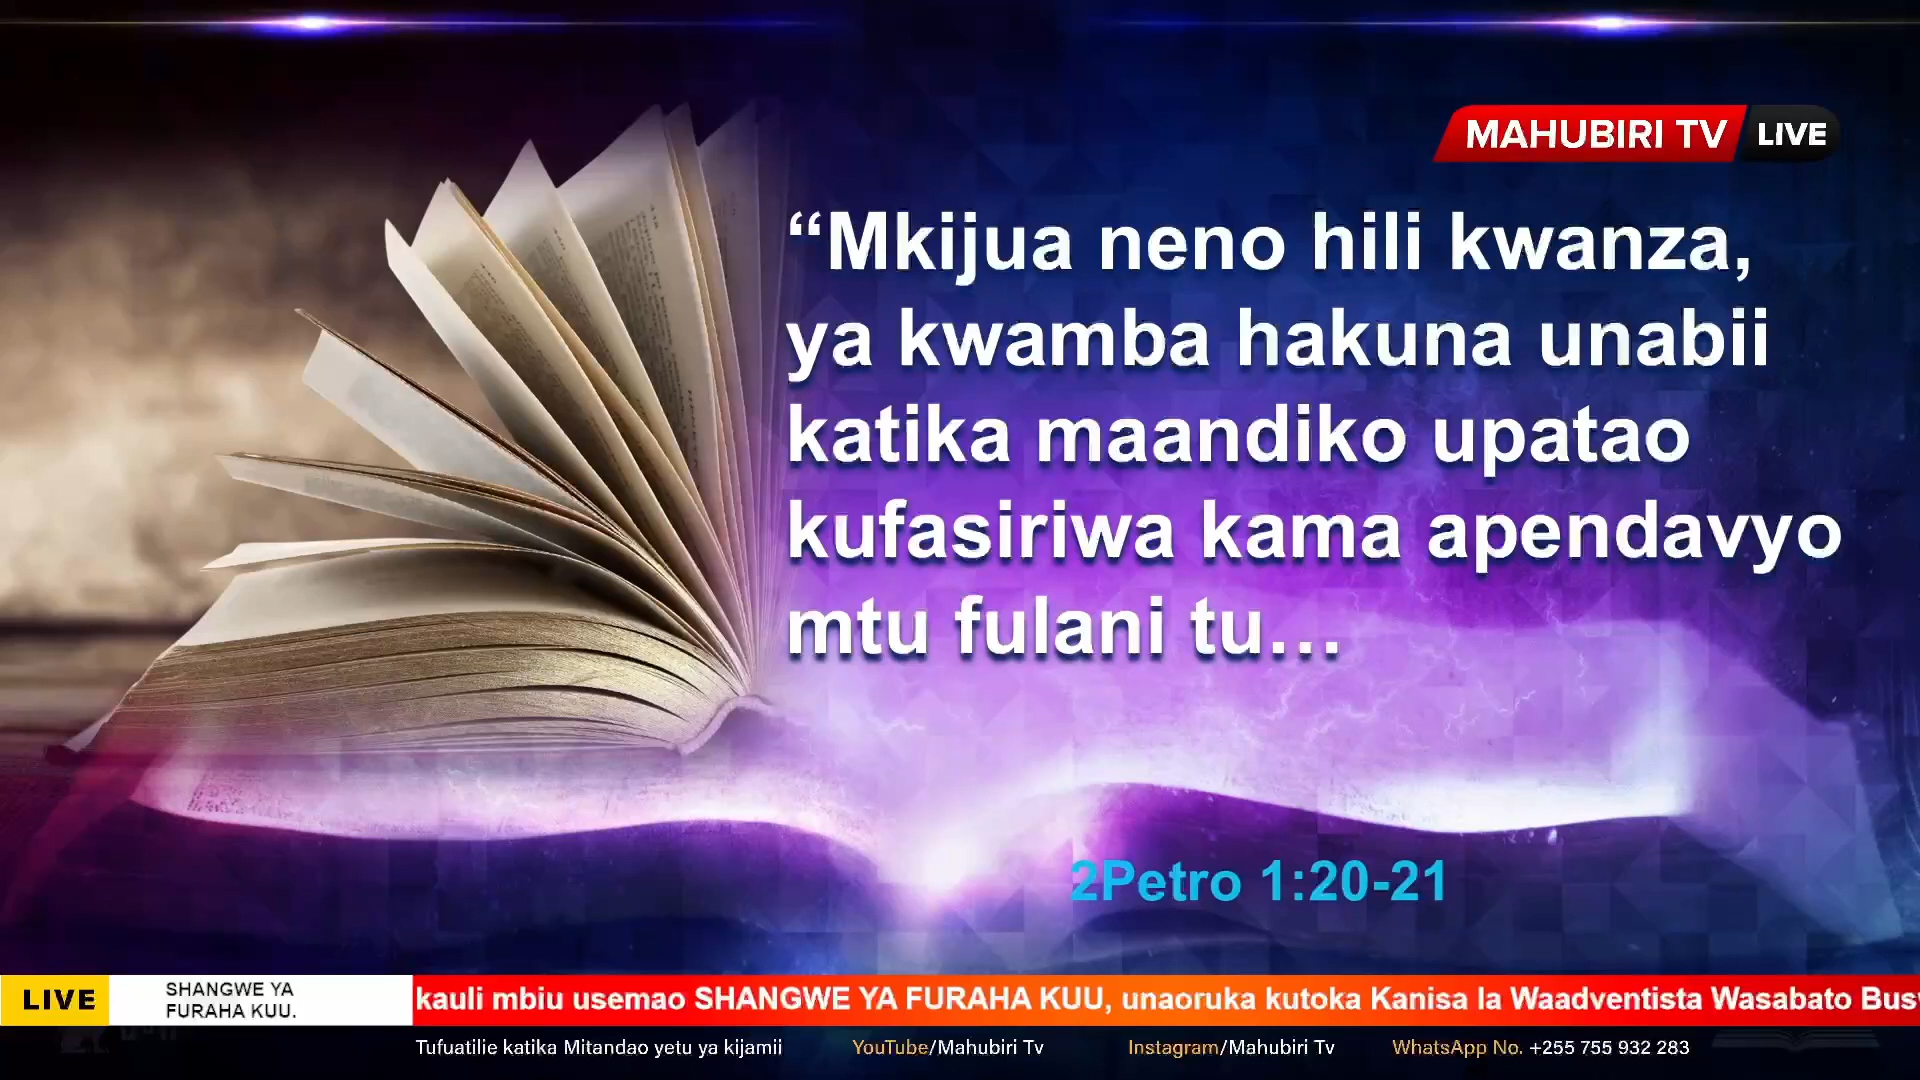 MAHUBIRI TV LIVE
“Mkijua neno hili kwanza,
ya kwamba hakuna unabii
katika maandiko upatao
kufasiriwa kama apendavyo
mtu fulani tu…
2Petro 1:20-21
LIVE
SHANGWE YA
FURAHA KUU.
kauli mbiu usemao SHANGWE YA FURAHA KUU, unaoruka kutoka Kanisa la Waadventista Wasabato
Tufuatilie katika Mitandao yetu ya kijamii YouTube/Mahubiri Tv Instagram/Mahubiri Tv WhatsApp No. +255 755 932 283